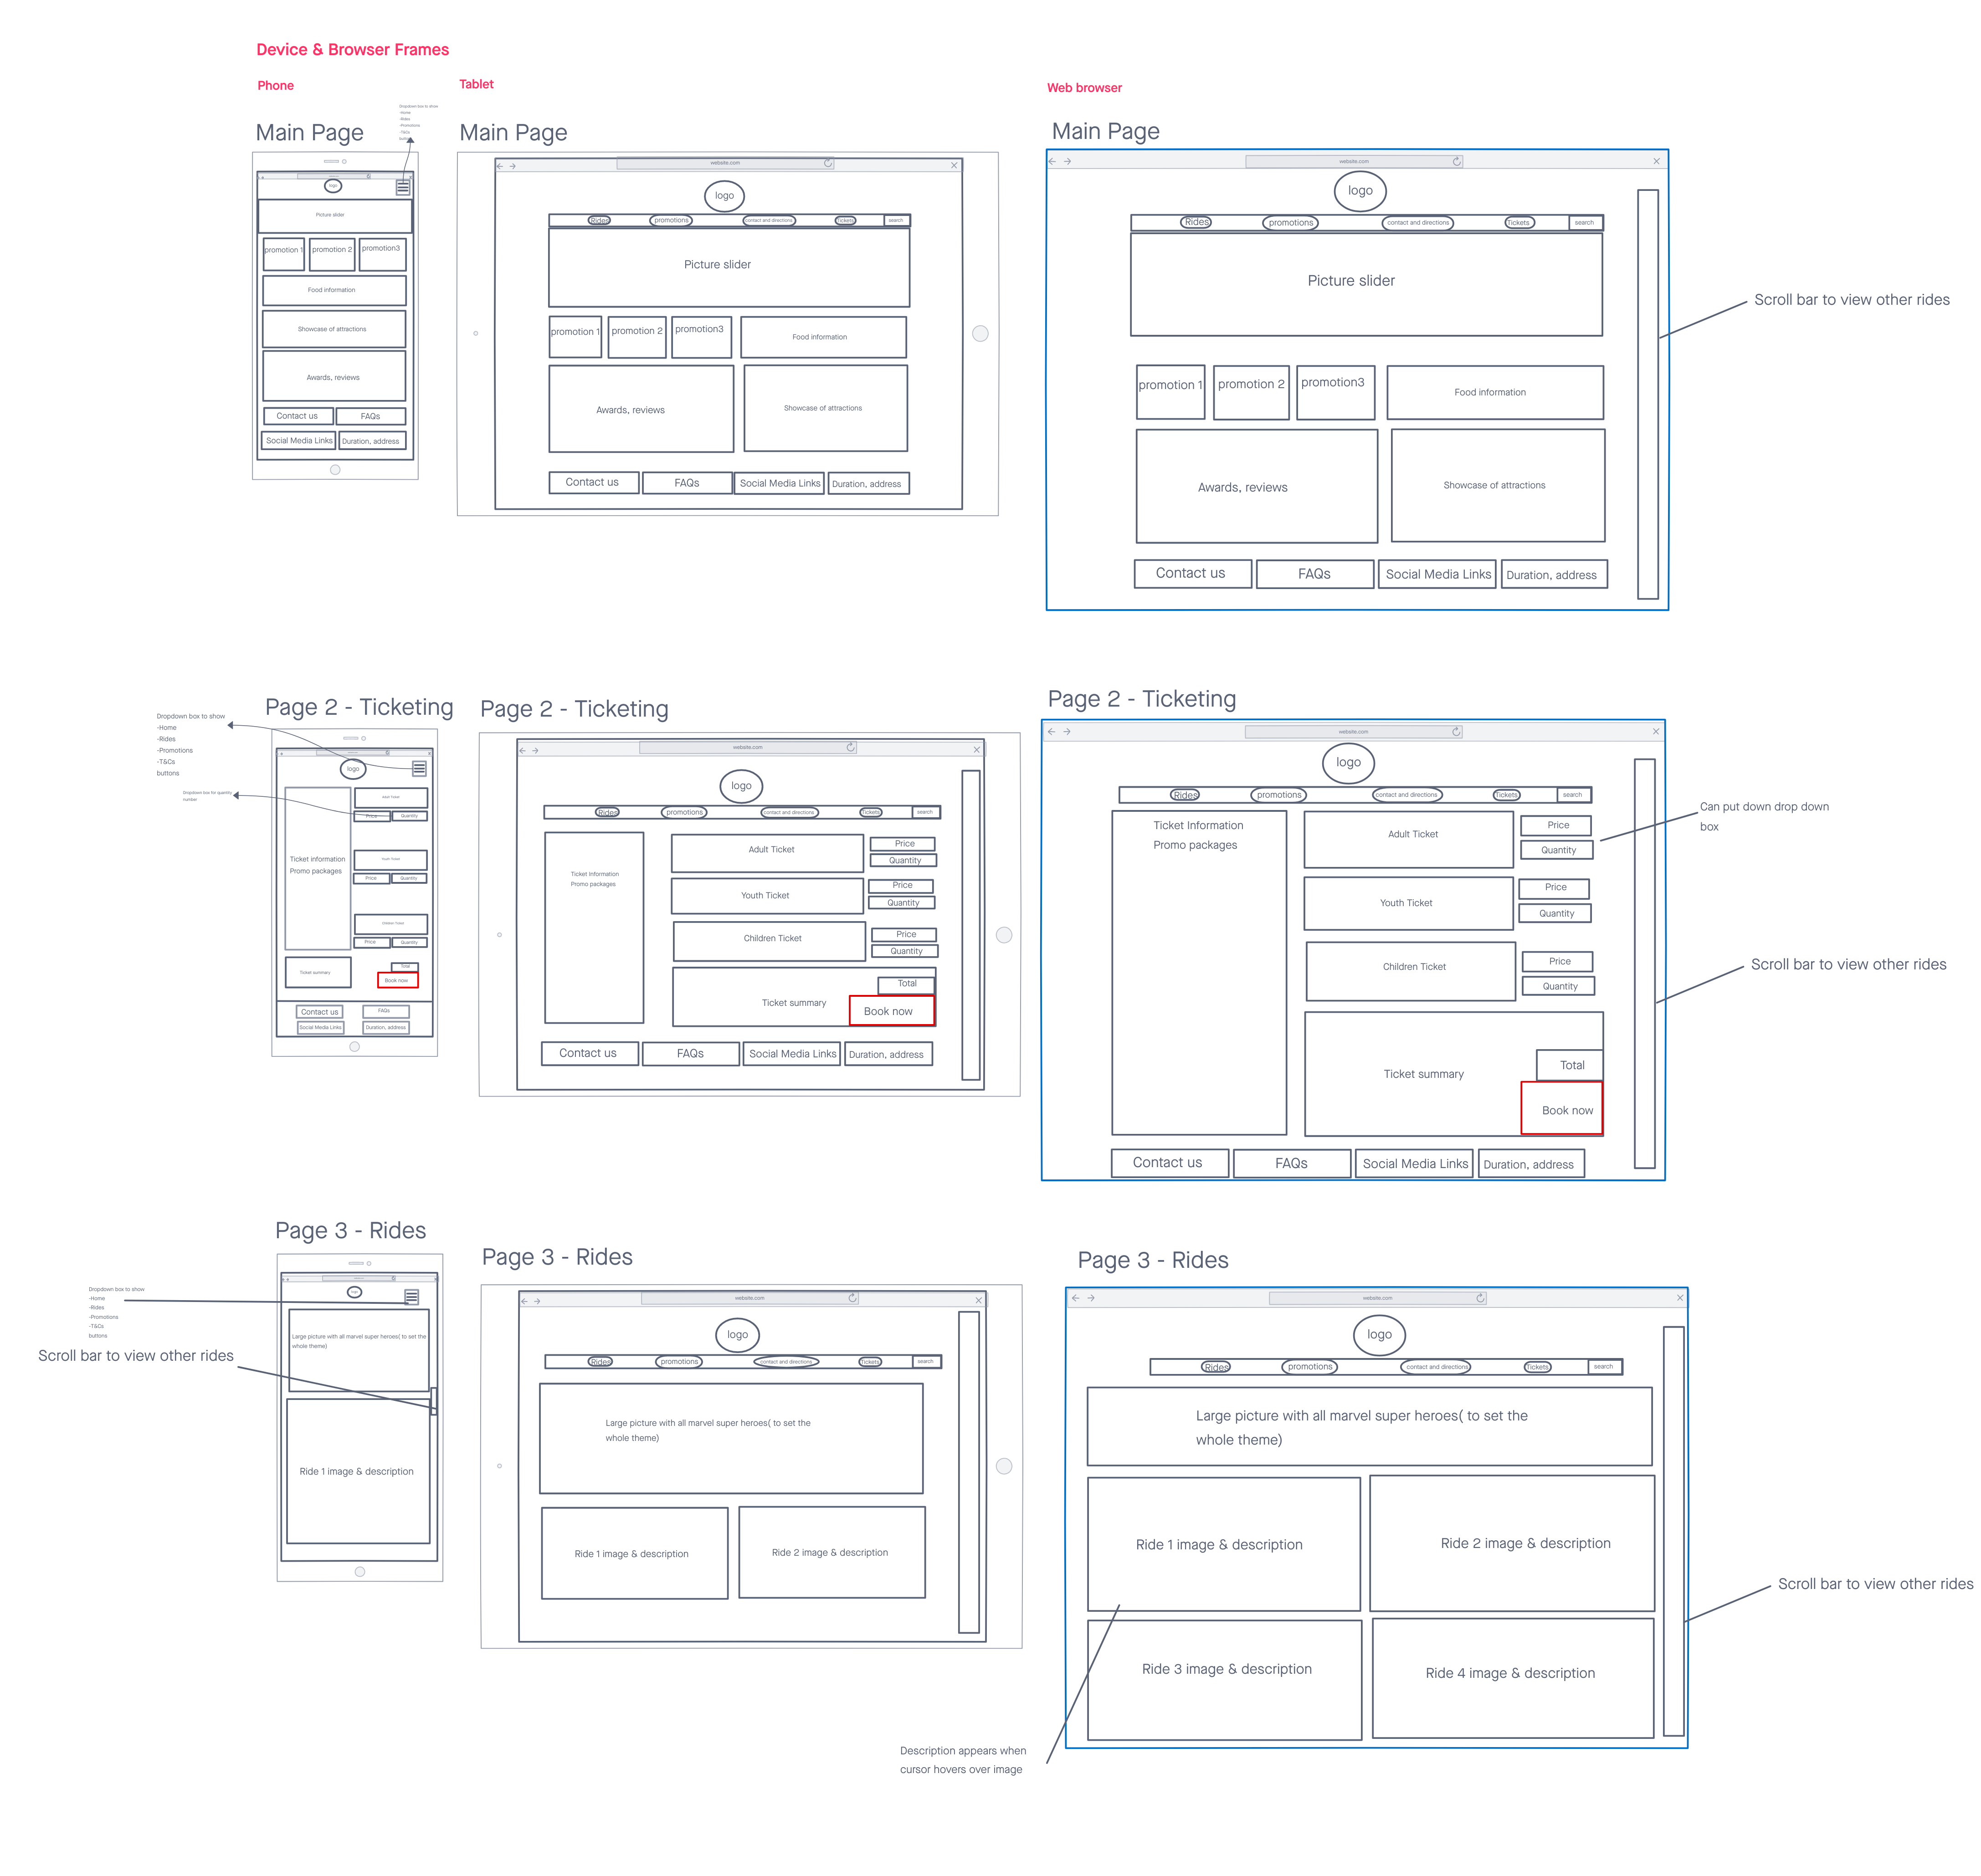 Device & Browser Frames
Phone
Tablet
Web browser
Dropdown box to show
-Home
-Rides
-Promotions
-T&Cs
Main Page
Main Page
Main Page
logo
Picture slider
promotion 1
promotion 2
promotion3
Food information
Showcase of attractions
Awards, reviews
Contact us
FAQs
Social Media Links
Duration, address
website.com
logo
Rides
promotions
contact and directions
Tickets
search
Picture slider
promotion 1
promotion 2
promotion3
Food information
Awards, reviews
Showcase of attractions
Contact us
FAQs
Social Media Links
Duration, address
website.com
logo
Rides
promotions
contact and directions
Tickets
search
Picture slider
promotion 1
promotion 2
promotion3
Food information
Awards, reviews
Showcase of attractions
Contact us
FAQs
Social Media Links
Duration, address
Scroll bar to view other rides
Page 2 - Ticketing
Page 2 - Ticketing
Page 2 - Ticketing
Dropdown box to show
-Home
-Rides
-Promotions
-T&Cs
buttons
Dropdown box for quantity
number
logo
Ticket information
Promo packages
Adult Ticket
Price
Quantity
Youth Ticket
Price
Quantity
Children Ticket
Price
Quantity
Ticket summary
Total
Book now
Contact us
FAQs
Social Media Links
Duration, address
website.com
logo
Rides
promotions
contact and directions
Tickets
search
Ticket Information
Promo packages
Adult Ticket
Price
Quantity
Youth Ticket
Price
Quantity
Children Ticket
Price
Quantity
Ticket summary
Total
Book now
Contact us
FAQs
Social Media Links
Duration, address
website.com
logo
Rides
promotions
contact and directions
Tickets
search
Ticket Information
Promo packages
Adult Ticket
Price
Quantity
Youth Ticket
Price
Quantity
Children Ticket
Price
Quantity
Ticket summary
Total
Book now
Contact us
FAQs
Social Media Links
Duration, address
Can put down drop down
box
Scroll bar to view other rides
Page 3 - Rides
Page 3 - Rides
Page 3 - Rides
Dropdown box to show
-Home
-Rides
-Promotions
-T&Cs
buttons
Scroll bar to view other rides
logo
Large picture with all marvel super heroes( to set the
whole theme)
Ride 1 image & description
website.com
logo
Rides
promotions
contact and directions
Tickets
search
Large picture with all marvel super heroes( to set the
whole theme)
Ride 1 image & description
Ride 2 image & description
website.com
logo
Rides
promotions
contact and directions
Tickets
search
Large picture with all marvel super heroes( to set the
whole theme)
Ride 1 image & description
Ride 2 image & description
Ride 3 image & description
Ride 4 image & description
Scroll bar to view other rides
Description appears when
cursor hovers over image